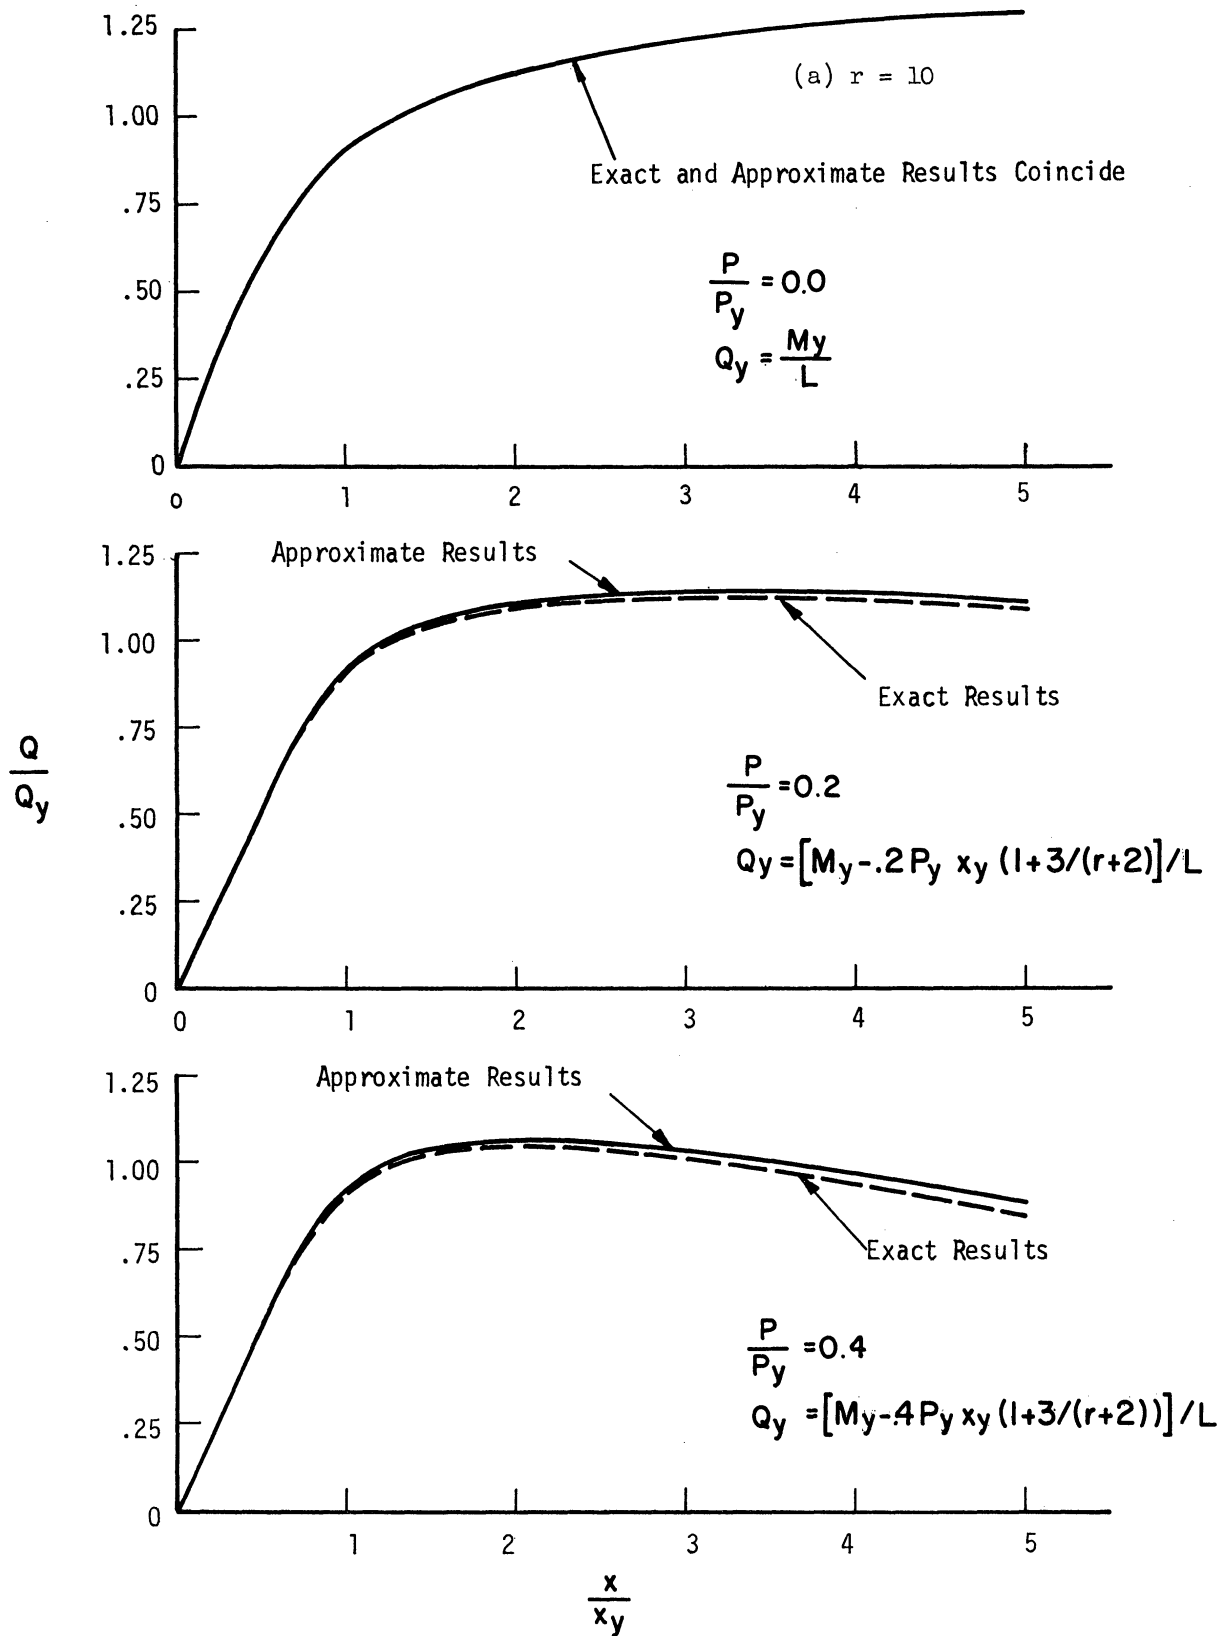 1.25
(a) r = 10
1.00
Exact and Approximate Results Coincide
.75
P/Py = 0.0
.50
Qy = My/L
.25
0
0 1 2 3 4 5
1.25
Approximate Results
1.00
Exact Results
.75
Q/Qy
P/Py =0.2
.50
Qy =[My-.2Py xy (1+3/(r+2)]/L
.25
0
0 1 2 3 4 5
1.25
Approximate Results
1.00
Exact Results
.75
.50
P/Py =0.4
.25
Qy =[My-4Py xy (1+3/(r+2))]/L
0
1 2 3 4 5
x/xy